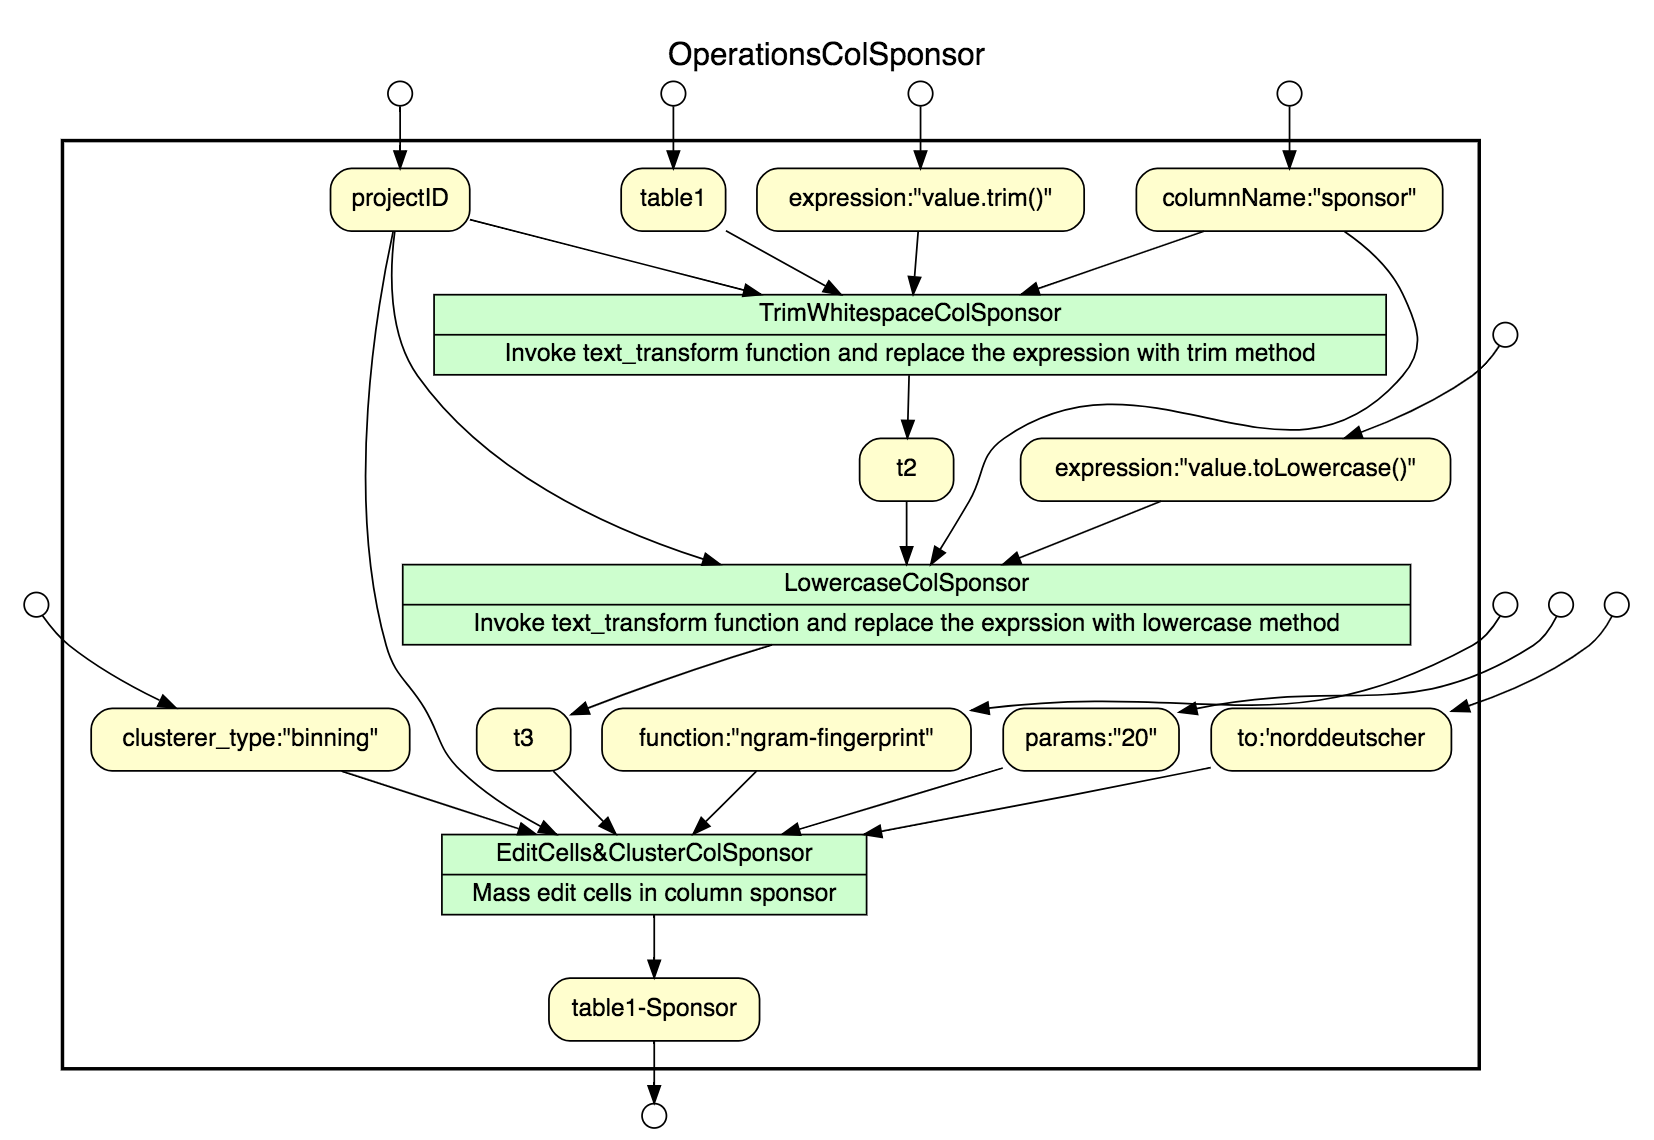 OperationsColSponsor
projectID
table1
expression:"value.trim()"
columnName:"sponsor"
TrimWhitespaceColSponsor
Invoke text_transform function and replace the expression with trim method
t2
expression:"value.toLowercase()"
LowercaseColSponsor
Invoke text_transform function and replace the exprssion with lowercase method
clusterer_type:"binning"
t3
function:"ngram-fingerprint"
params:"20"
to:'norddeutscher
EditCells&ClusterColSponsor
Mass edit cells in column sponsor
table1-Sponsor